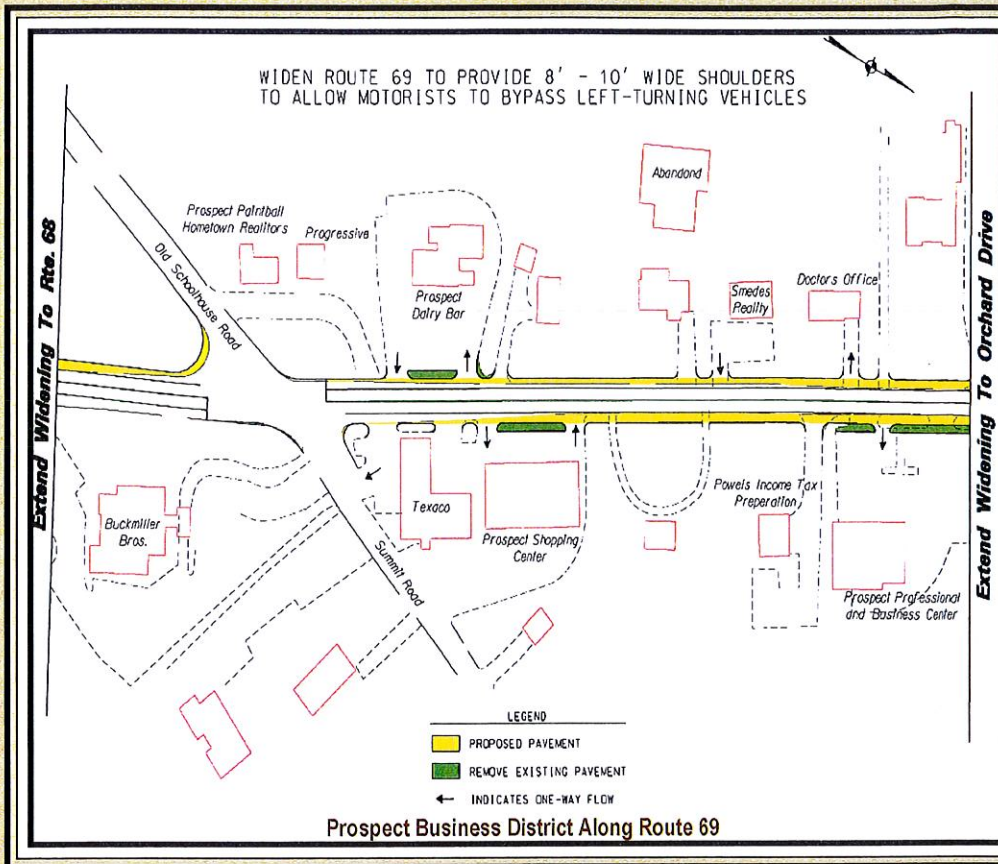 WIDEN ROUTE 69 TO PROVIDE 8' - 10' WIDE SHOULDERS
TO ALLOW MOTORISTS TO BYPASS LEFT-TURNING VEHICLES
Extend Widening To Rte. 68
Old Schoolhouse Road
Prospect Paintball
Hometown Realitors
Progressive
Prospect
Dairy Bar
Abandond
Smedes
Reality
Doctors Office
Extend Widening To Orchard Drive
Buckmiller
Bros.
Summit Road
Texaco
Prospect Shopping
Center
Powels Income Tax
Preperation
Prospect Professional
and Business Center
LEGEND
PROPOSED PAVEMENT
REMOVE EXISTING PAVEMENT
INDICATES ONE-WAY FLOW
Prospect Business District Along Route 69